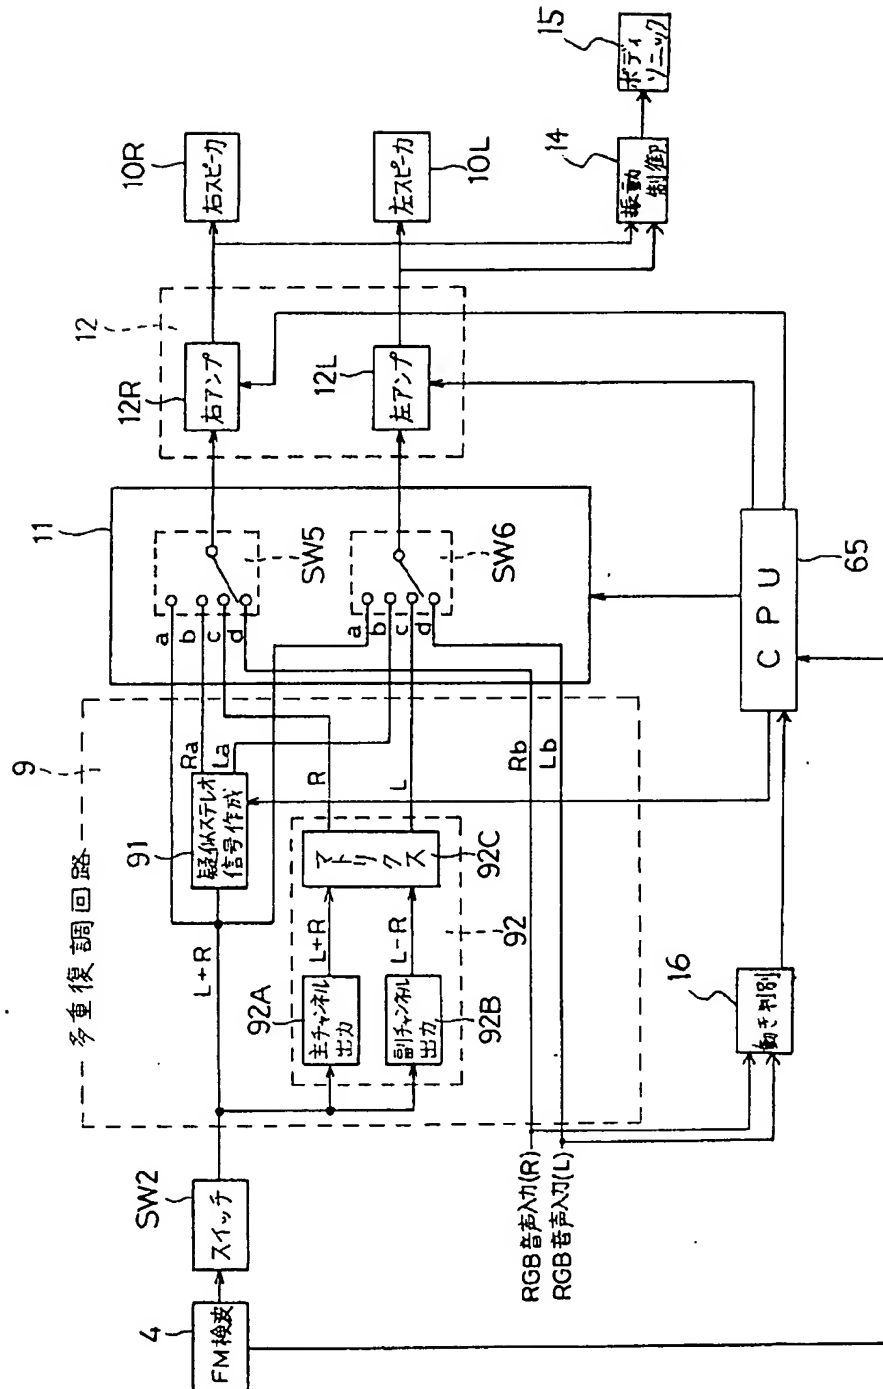 4
FM検波
SW2
スイッチ
9
多重復調回路
91
疑似ステレオ
信号作成
L+R
Ra
La
R
L
92A
主チャンネル
出力
92B
副チャンネル
出力
L+R
L-R
マトリクス
92C
92
Rb
Lb
RGB音声入力(R)
RGB音声入力(L)
11
a
b
c
d
SW5
a
b
c
d
SW6
12
12R
右アンプ
12L
左アンプ
10R
右スピーカ
10L
左スピーカ
14
振動
制御
15
ボディ
ソニック
16
動き判別
CPU
65